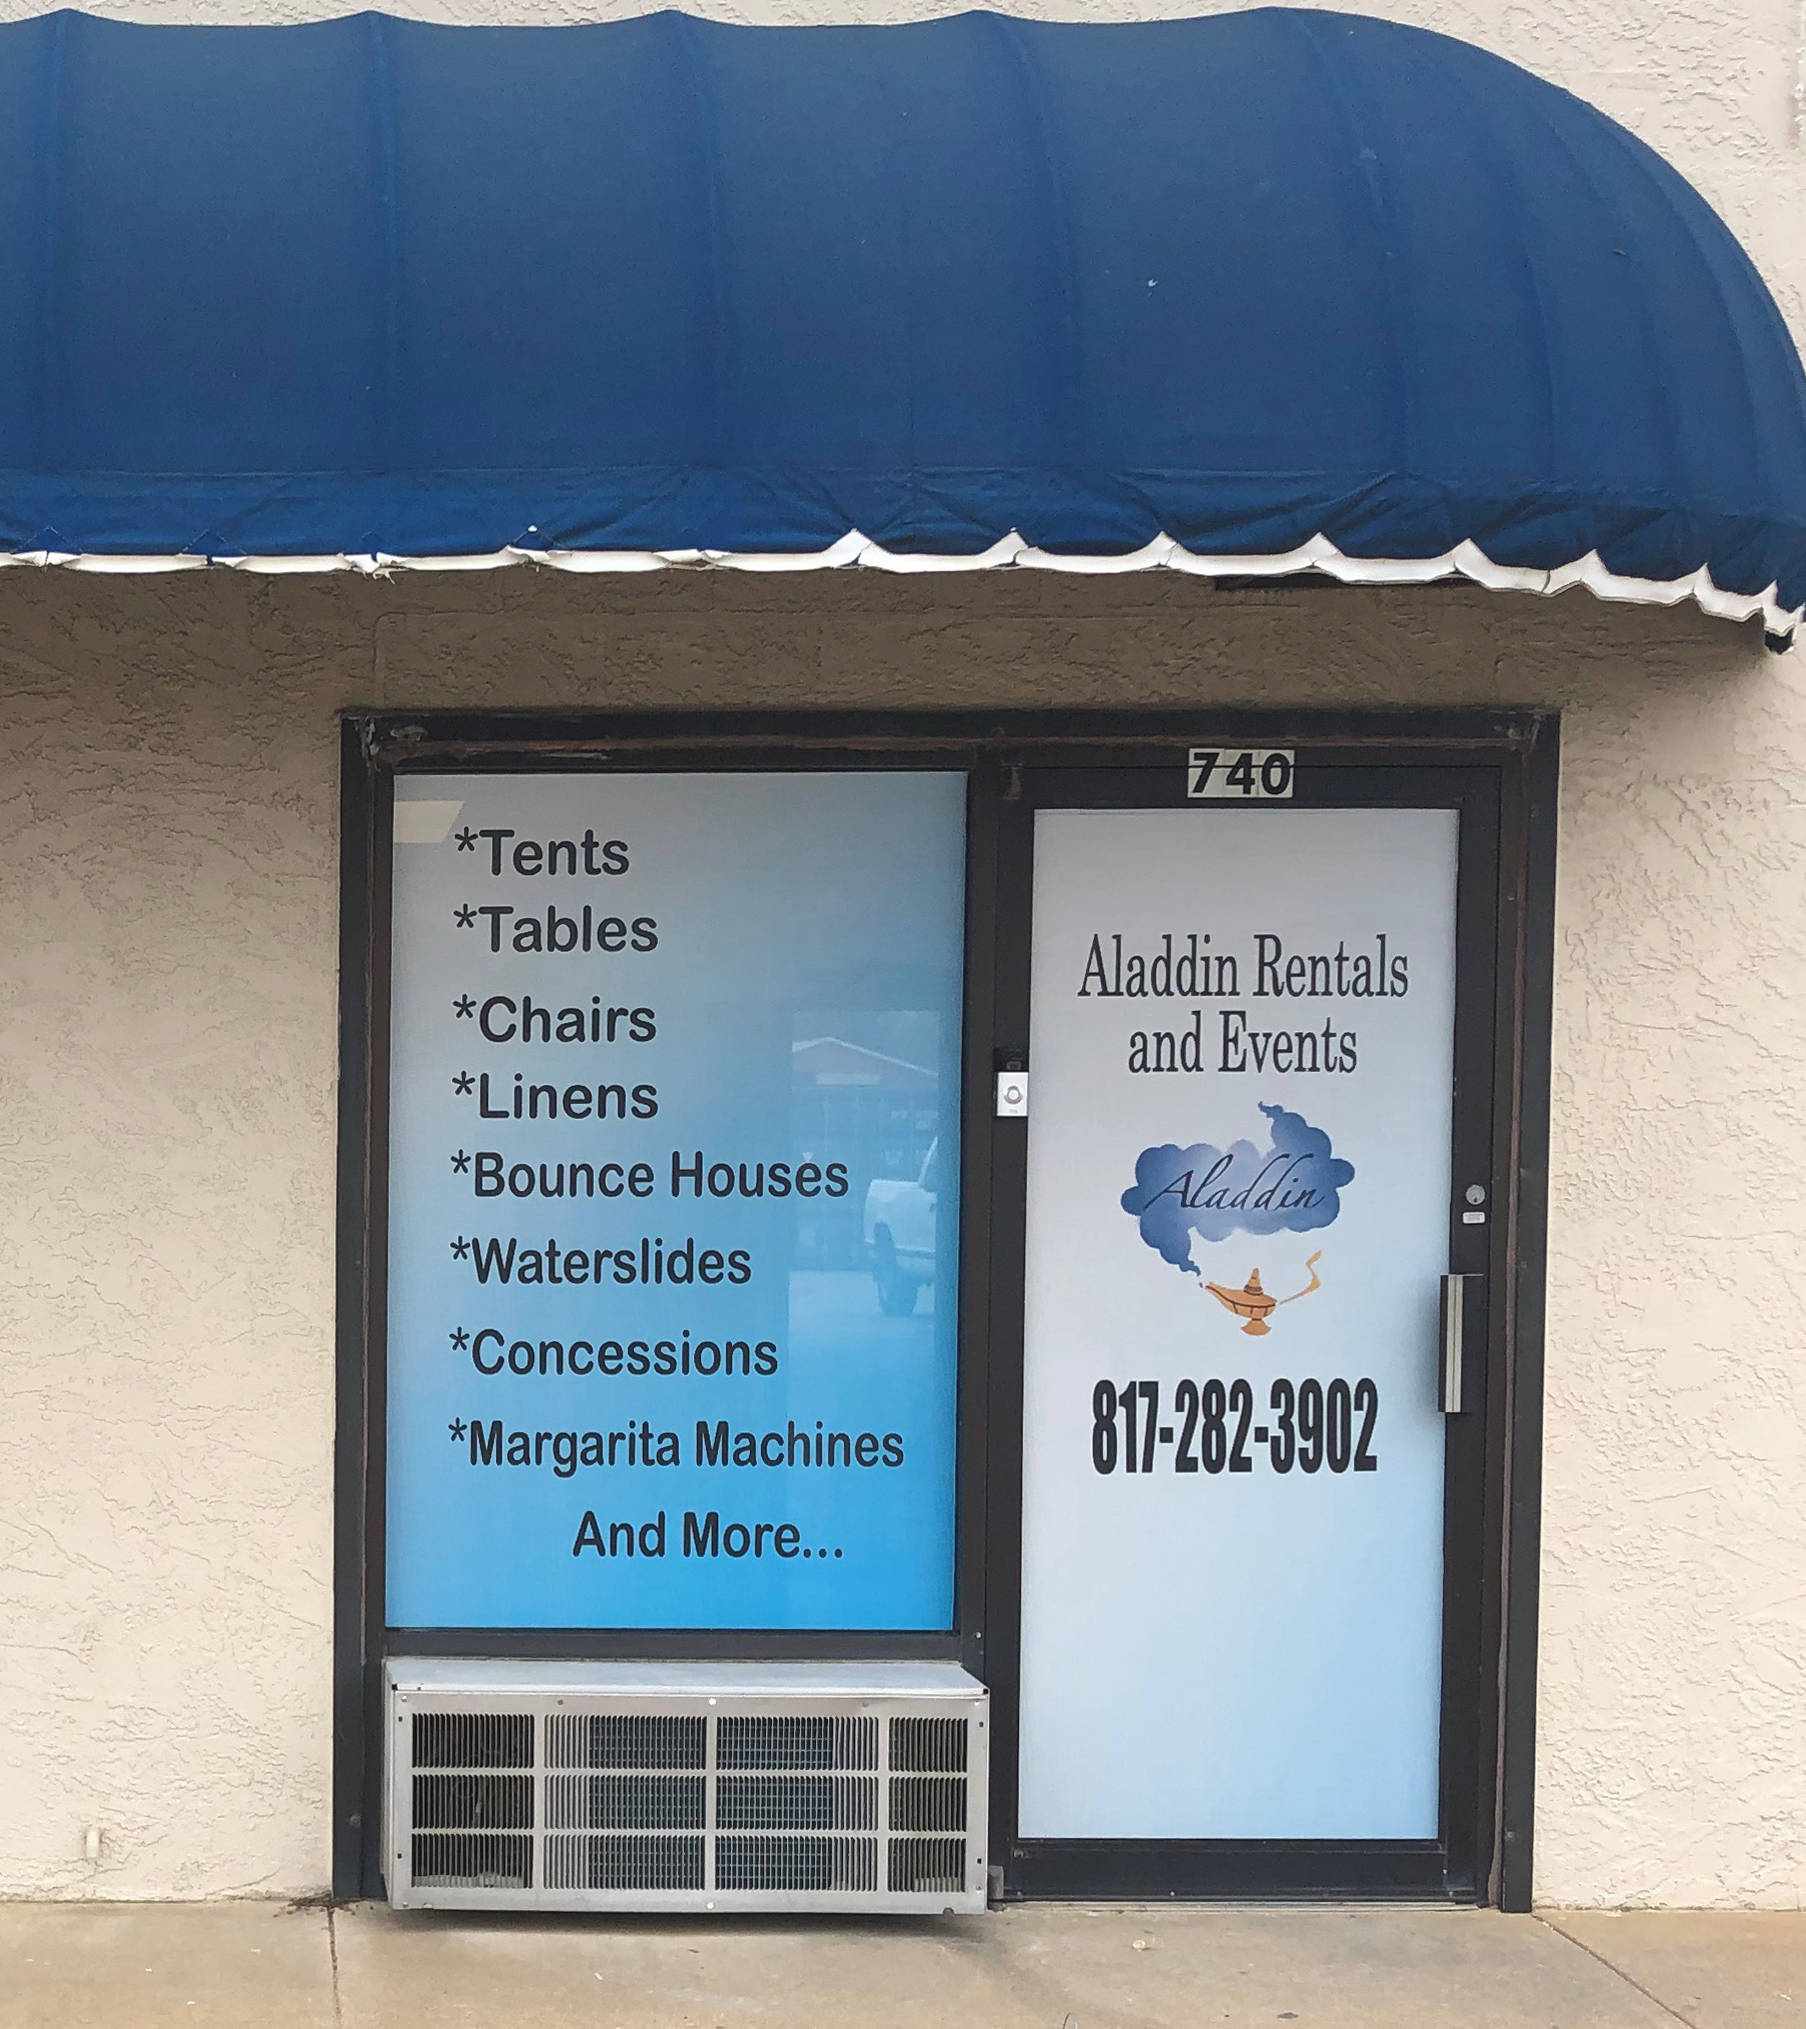 740
*Tents
*Tables
*Chairs
*Linens
*Bounce Houses
*Waterslides
*Concessions
*Margarita Machines
And More...
Aladdin Rentals
and Events
Aladdin
817-282-3902